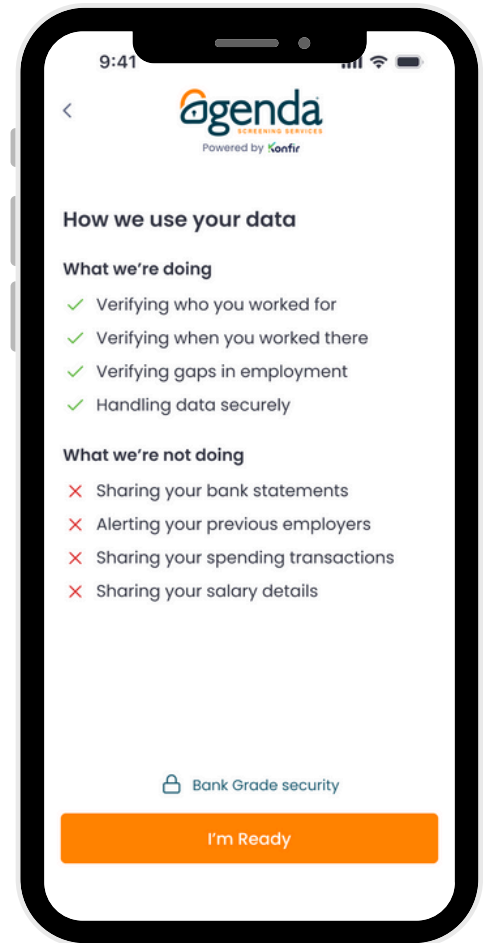 9:41
agenda
SCREENING SERVICES
Powered by Konfir
How we use your data
What we're doing
Verifying who you worked for
Verifying when you worked there
Verifying gaps in employment
Handling data securely
What we're not doing
Sharing your bank statements
Alerting your previous employers
Sharing your spending transactions
Sharing your salary details
Bank Grade security
I'm Ready